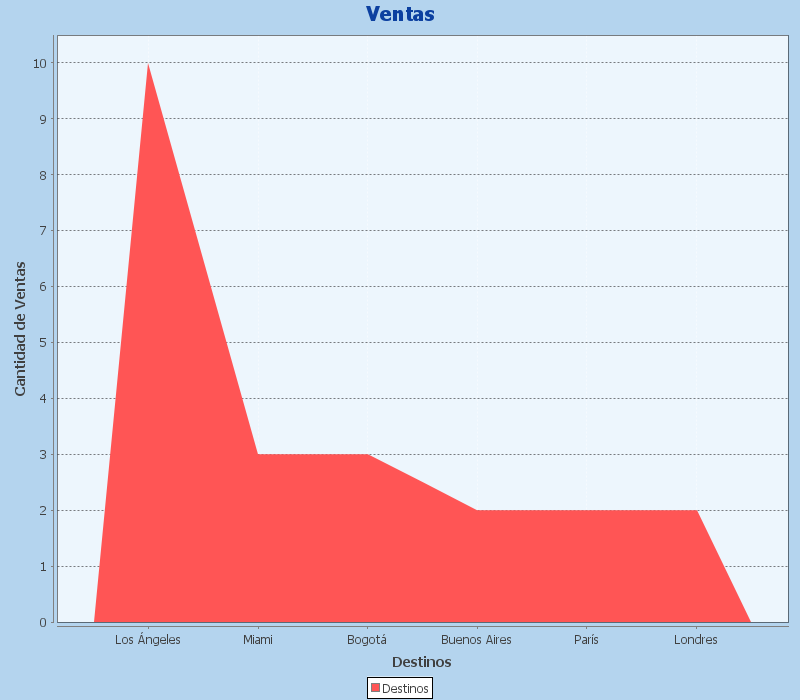 Ventas
Cantidad de Ventas
10
9
8
7
6
5
4
3
2
1
0
Los Ángeles Miami Bogotá Buenos Aires París Londres
Destinos
Destinos